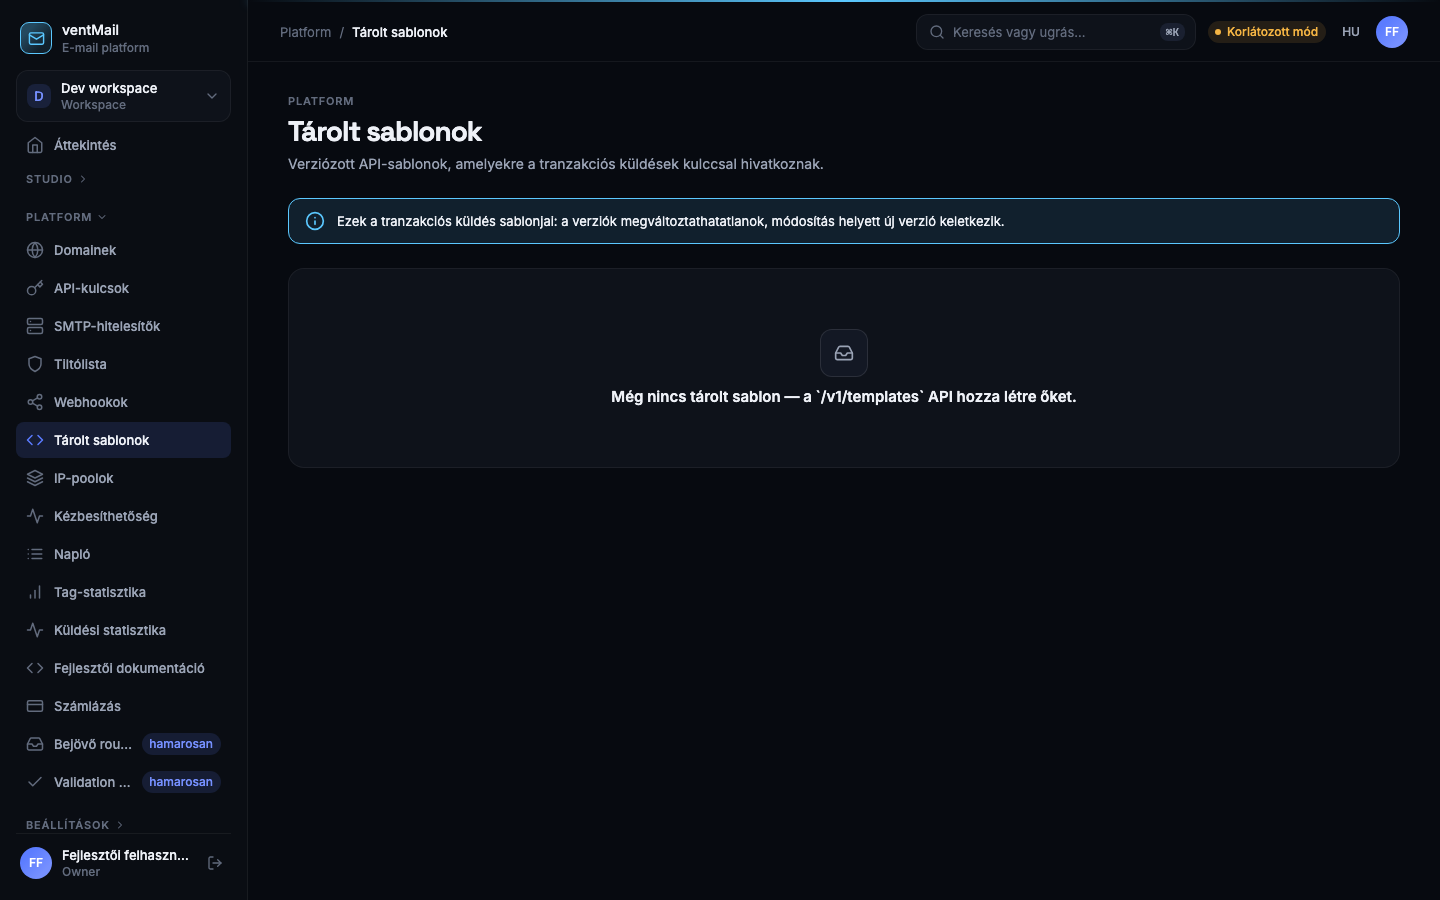 ventMail
E-mail platform
D
Dev workspace
Workspace
Áttekintés
STUDIO
PLATFORM
Domainek
API-kulcsok
SMTP-hitelesítők
Tiltólista
Webhookok
Tárolt sablonok
IP-poolok
Kézbesíthetőség
Napló
Tag-statisztika
Küldési statisztika
Fejlesztői dokumentáció
Számlázás
Bejövő rou... hamarosan
Validation ... hamarosan
BEÁLLÍTÁSOK
FF
Fejlesztői felhaszn...
Owner
Platform / Tárolt sablonok
Keresés vagy ugrás... ⌘K
Korlátozott mód
HU
FF
PLATFORM
Tárolt sablonok
Verziózott API-sablonok, amelyekre a tranzakciós küldések kulccsal hivatkoznak.
Ezek a tranzakciós küldés sablonjai: a verziók megváltoztathatatlanok, módosítás helyett új verzió keletkezik.
Még nincs tárolt sablon — a `/v1/templates` API hozza létre őket.